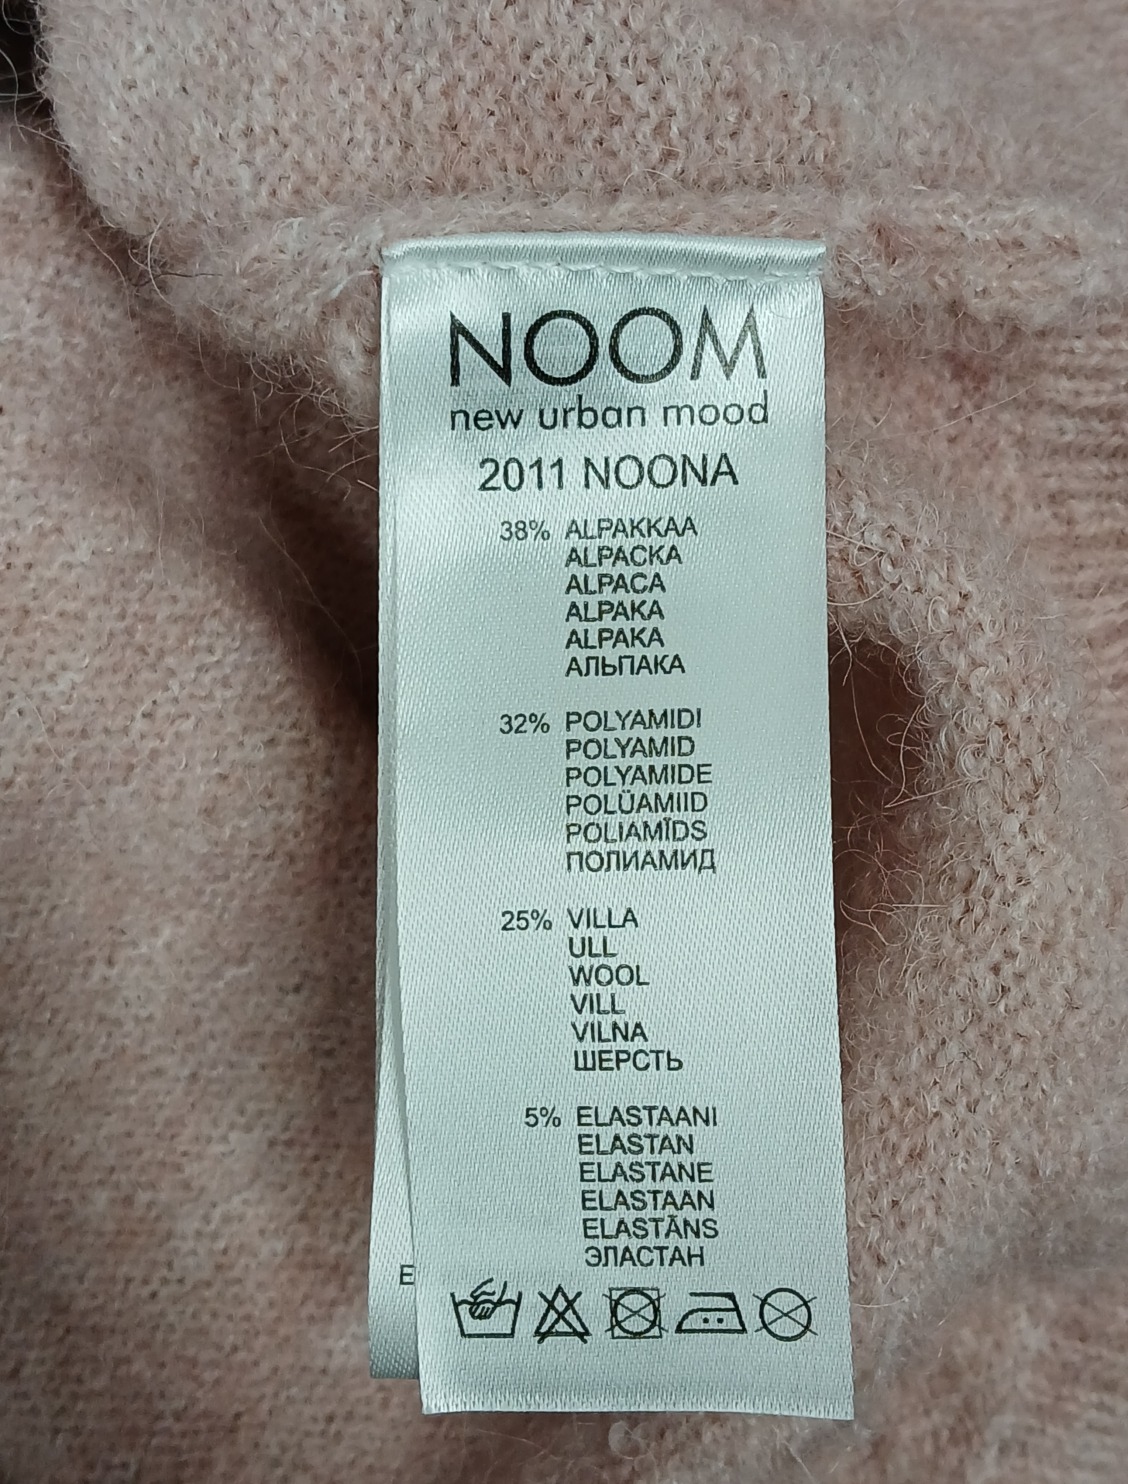 NOOM
new urban mood
2011 NOONA
38% ALPAKKAA
ALPACKA
ALPACA
ALPAKA
ALPAKA
АЛЬПАКА
32% POLYAMIDI
POLYAMID
POLYAMIDE
POLÜAMIID
POLIAMĪDS
ПОЛИАМИД
25% VILLA
ULL
WOOL
VILL
VILNA
ШЕРСТЬ
5% ELASTAANI
ELASTAN
ELASTANE
ELASTAAN
ELASTĀNS
ЭЛАСТАН
E